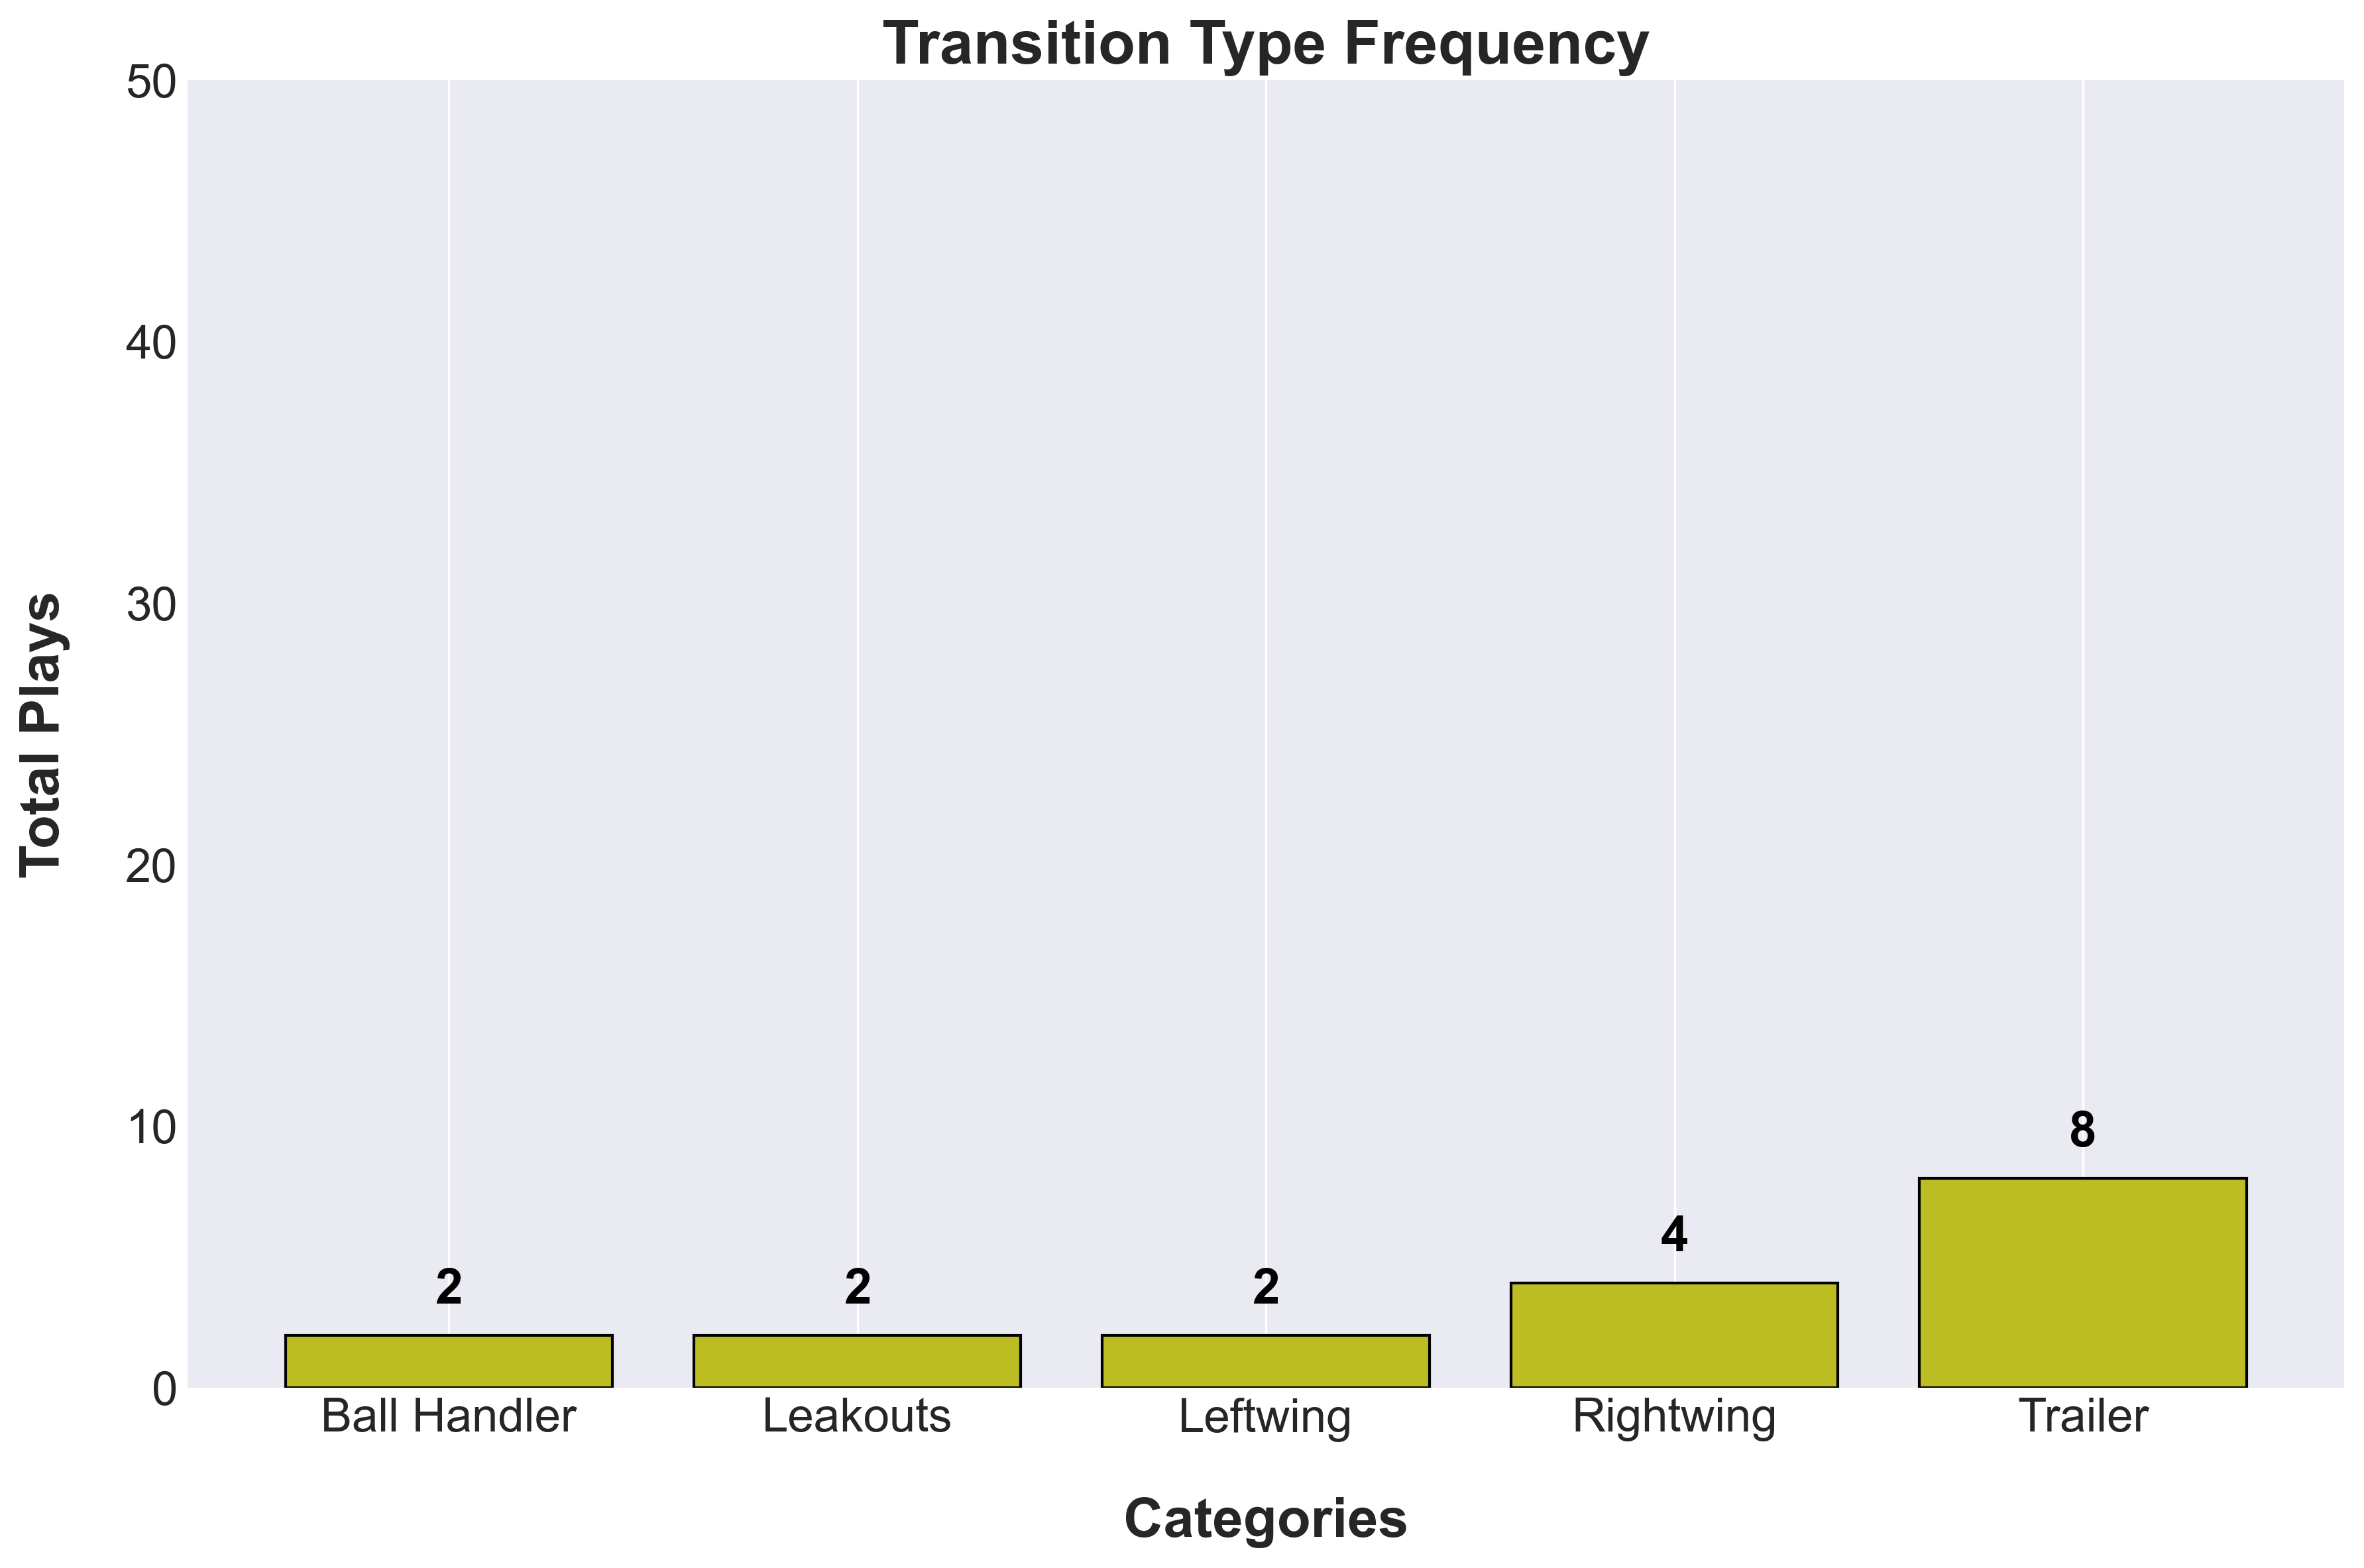 Transition Type Frequency
50
40
30
20
10
0
Total Plays
2
2
2
4
8
Ball Handler
Leakouts
Leftwing
Rightwing
Trailer
Categories